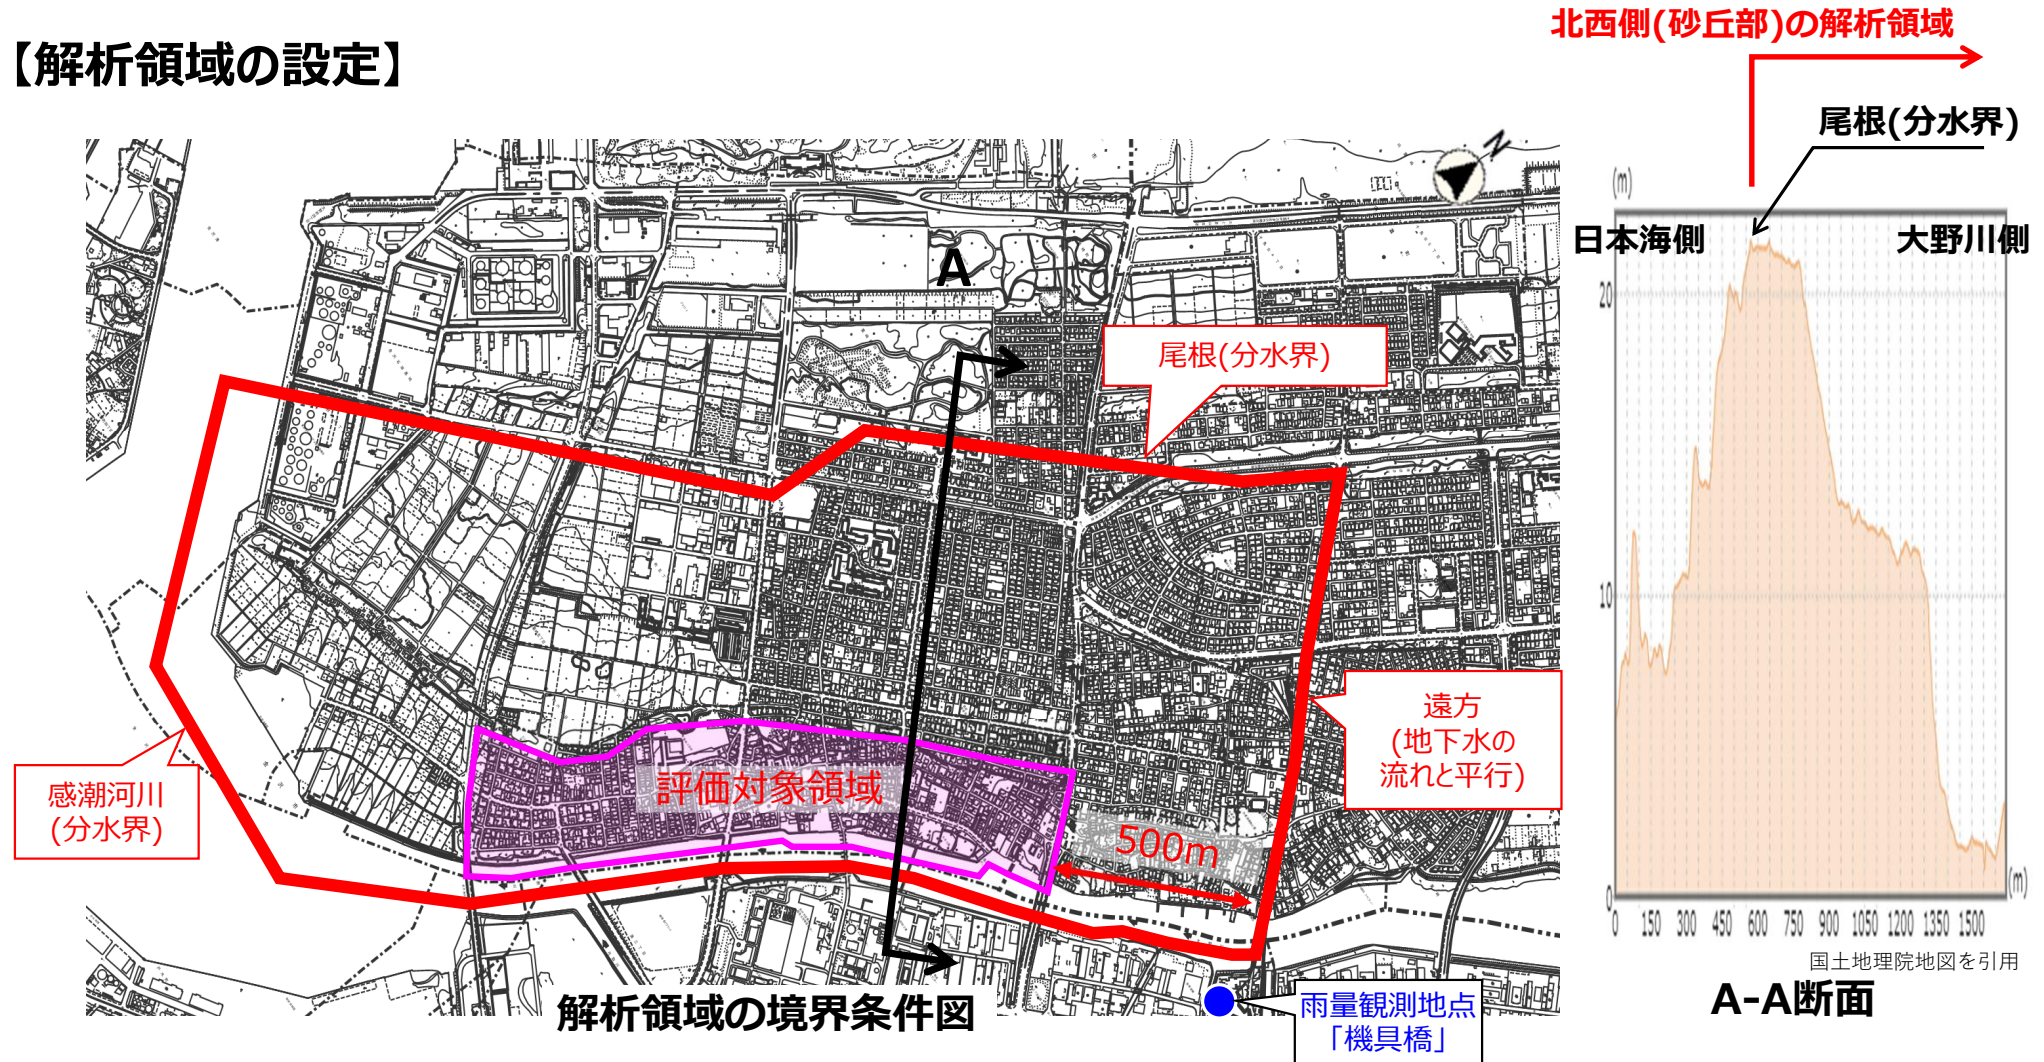 【解析領域の設定】
北西側(砂丘部)の解析領域
尾根(分水界)
N
(m)
日本海側
大野川側
A
20
尾根(分水界)
10
遠方
(地下水の
流れと平行)
評価対象領域
感潮河川
(分水界)
500m
0
(m)
0 150 300 450 600 750 900 1050 1200 1350 1500
国土地理院地図を引用
A-A断面
解析領域の境界条件図
雨量観測地点
「機具橋」